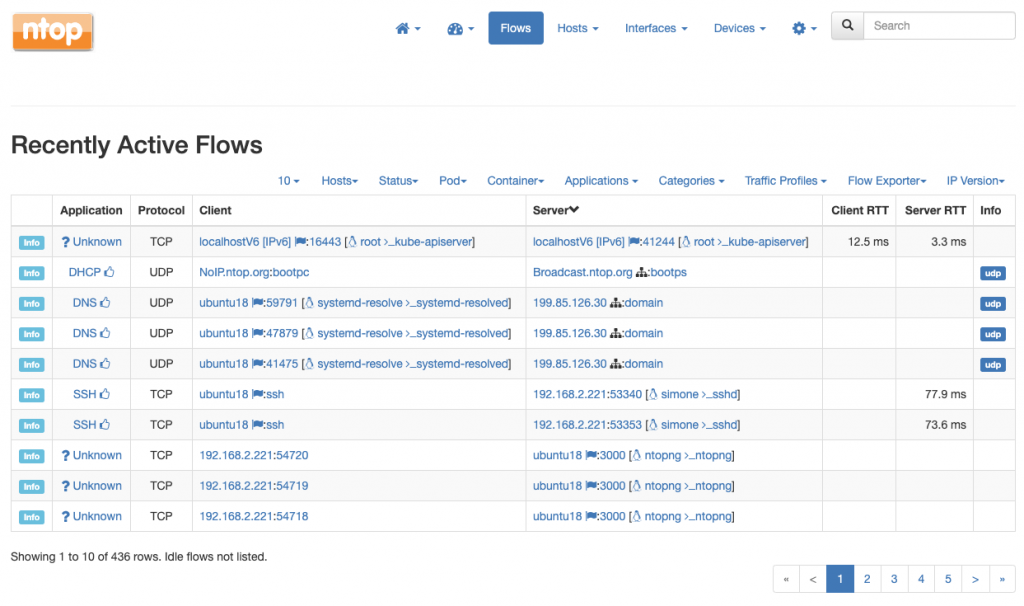 ntop
Flows Hosts Interfaces Devices Search
Recently Active Flows
10 Hosts Status Pod Container Applications Categories Traffic Profiles Flow Exporter IP Version
Application Protocol Client Server Client RTT Server RTT Info
Info ? Unknown TCP localhostV6 [IPv6] :16443 [ root >_kube-apiserver] localhostV6 [IPv6] :41244 [ root >_kube-apiserver] 12.5 ms 3.3 ms
Info DHCP UDP NoIP.ntop.org:bootpc Broadcast.ntop.org :bootps udp
Info DNS UDP ubuntu18 :59791 [ systemd-resolve >_systemd-resolved] 199.85.126.30 :domain udp
Info DNS UDP ubuntu18 :47879 [ systemd-resolve >_systemd-resolved] 199.85.126.30 :domain udp
Info DNS UDP ubuntu18 :41475 [ systemd-resolve >_systemd-resolved] 199.85.126.30 :domain udp
Info SSH TCP ubuntu18 :ssh 192.168.2.221:53340 [ simone >_sshd] 77.9 ms
Info SSH TCP ubuntu18 :ssh 192.168.2.221:53353 [ simone >_sshd] 73.6 ms
Info ? Unknown TCP 192.168.2.221:54720 ubuntu18 :3000 [ ntopng >_ntopng]
Info ? Unknown TCP 192.168.2.221:54719 ubuntu18 :3000 [ ntopng >_ntopng]
Info ? Unknown TCP 192.168.2.221:54718 ubuntu18 :3000 [ ntopng >_ntopng]
Showing 1 to 10 of 436 rows. Idle flows not listed.
« < 1 2 3 4 5 > »